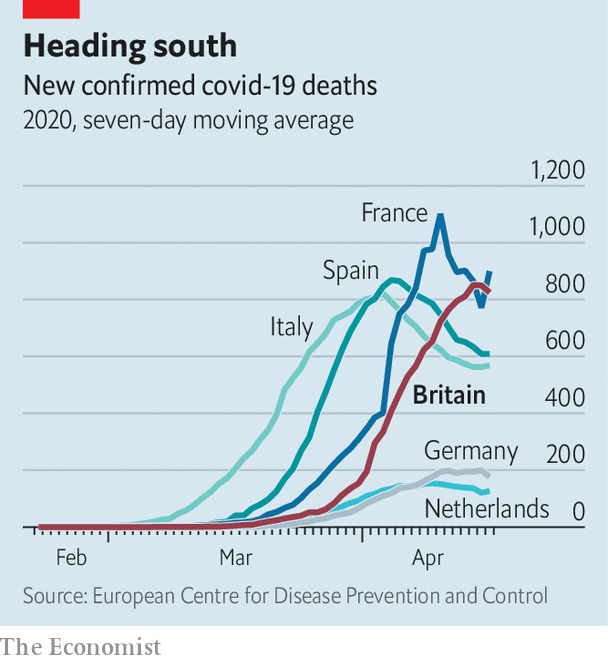 Heading south
New confirmed covid-19 deaths
2020, seven-day moving average
1,200
France
1,000
Spain
800
Italy
600
Britain
400
Germany
200
Netherlands
0
Feb
Mar
Apr
Source: European Centre for Disease Prevention and Control
The Economist